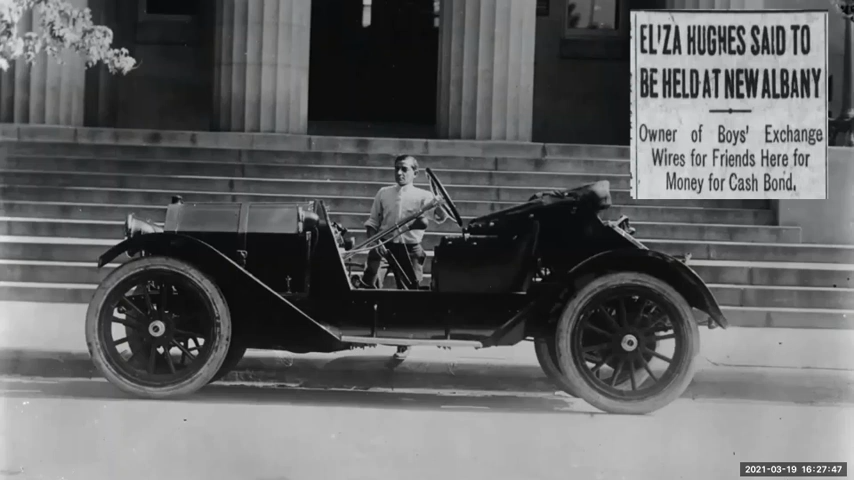 EL'ZA HUGHES SAID TO
BE HELD AT NEW ALBANY
Owner of Boys' Exchange
Wires for Friends Here for
Money for Cash Bond.
2021-03-19 16:27:47